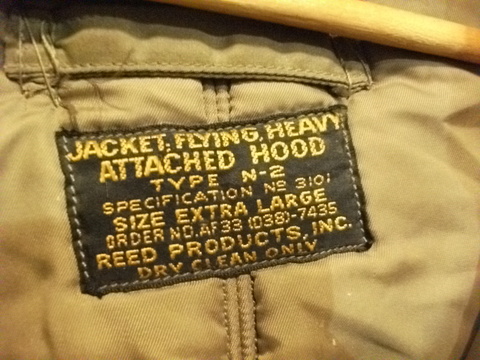 JACKET, FLYING, HEAVY
ATTACHED HOOD
TYPE N-2
SPECIFICATION Nº 3101
SIZE EXTRA LARGE
ORDER NO. AF33 (038)-7435
REED PRODUCTS, INC.
DRY CLEAN ONLY